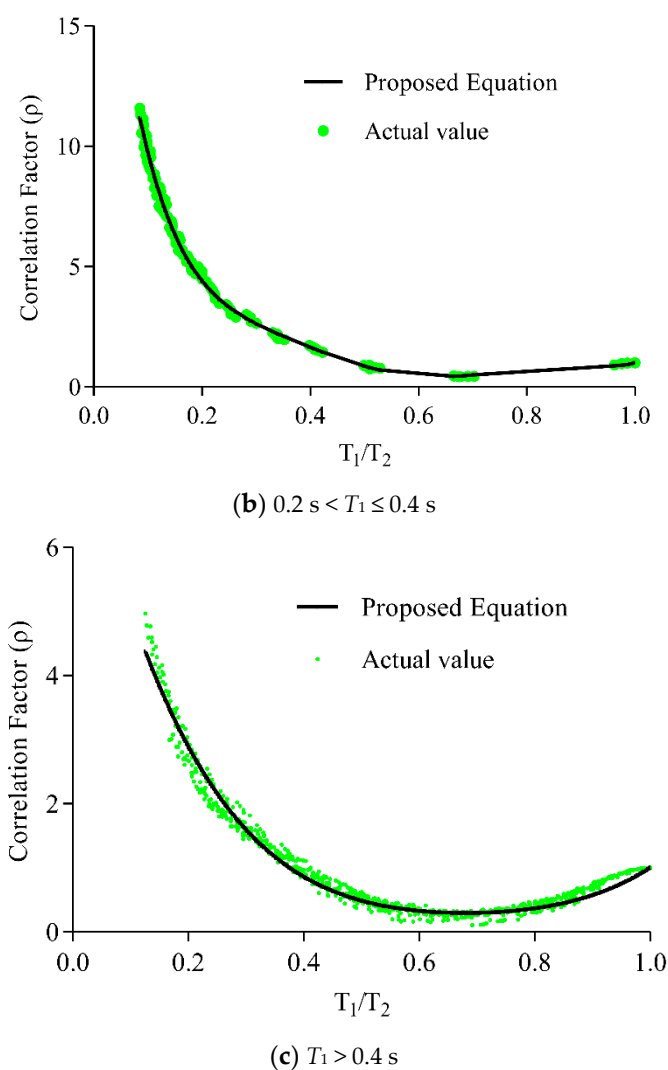 15
10
5
0
Correlation Factor (ρ)
Proposed Equation
Actual value
0.0 0.2 0.4 0.6 0.8 1.0
T₁/T₂
(b) 0.2 s < T₁ ≤ 0.4 s
6
4
2
0
Correlation Factor (ρ)
Proposed Equation
Actual value
0.0 0.2 0.4 0.6 0.8 1.0
T₁/T₂
(c) T₁ > 0.4 s